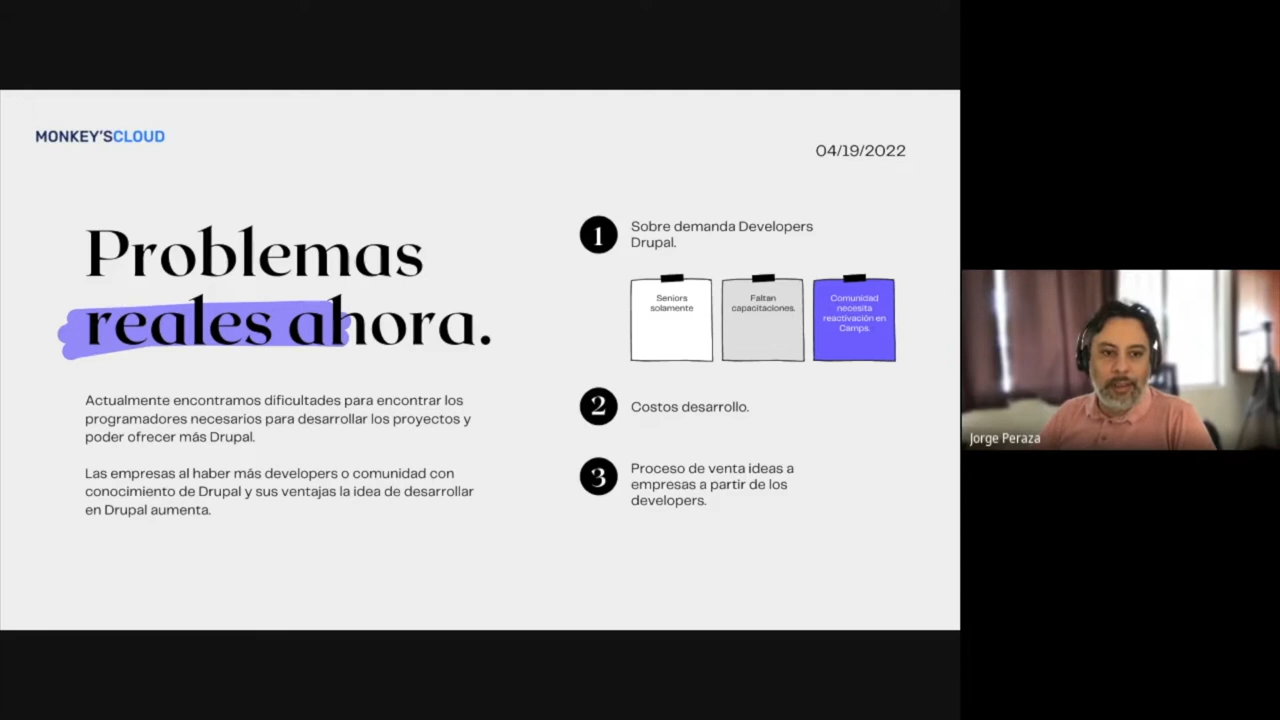 MONKEY'SCLOUD
04/19/2022
Problemas
reales ahora.
Actualmente encontramos dificultades para encontrar los
programadores necesarios para desarrollar los proyectos y
poder ofrecer más Drupal.
Las empresas al haber más developers o comunidad con
conocimiento de Drupal y sus ventajas la idea de desarrollar
en Drupal aumenta.
1
Sobre demanda Developers
Drupal.
Seniors
solamente
Faltan
capacitaciones.
Comunidad
necesita
reactivación en
Camps.
2
Costos desarrollo.
3
Proceso de venta ideas a
empresas a partir de los
developers.
Jorge Peraza